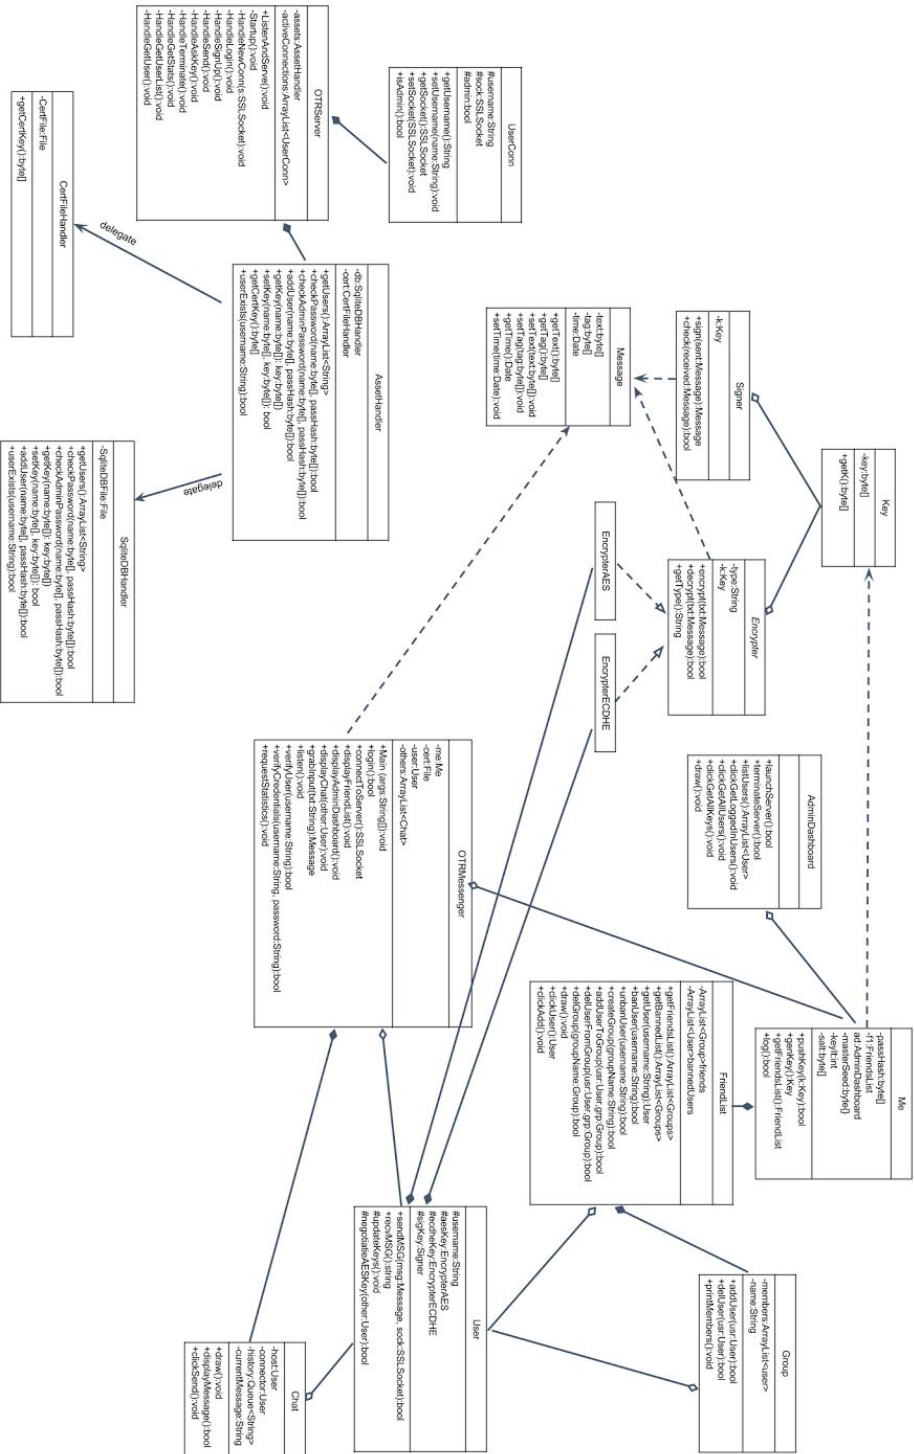 UserConn
#username:String
#sock:SSLSocket
#admin:bool
+getUsername():String
+setUsername(name:String):void
+getSocket():SSLSocket
+setSocket(SSLSocket):void
+isAdmin():bool
OTRServer
-assets:AssetHandler
-activeConnections:ArrayList<UserConn>
+ListenAndServe():void
-Startup():void
-HandleNewConn(s:SSLSocket):void
-HandleLogin():void
-HandleSignUp():void
-HandleSend():void
-HandleAskKey():void
-HandleTerminate():void
-HandleGetStats():void
-HandleGetUserList():void
-HandleGetUser():void
CertFileHandler
-CertFile:File
+getCertKey():byte[]
delegate
AssetHandler
-db:SqliteDBHandler
-cert:CertFileHandler
+getUsers():ArrayList<String>
+checkPassword(name:byte[], passHash:byte[]):bool
+checkAdminPassword(name:byte[], passHash:byte[]):bool
+addUser(name:byte[], passHash:byte[]):bool
+getKey(name:byte[]): key:byte[])
+setKey(name:byte[], key:byte[]): bool
+getCertKey():byte[]
+userExists(username:String):bool
delegate
SqliteDBHandler
-SqliteDBFile:File
+getUsers():ArrayList<String>
+checkPassword(name:byte[], passHash:byte[]):bool
+checkAdminPassword(name:byte[], passHash:byte[]):bool
+getKey(name:byte[]): key:byte[])
+setKey(name:byte[], key:byte[]): bool
+addUser(name:byte[], passHash:byte[]):bool
+userExists(username:String):bool
Message
-text:byte[]
-tag:byte[]
-time:Date
+getText():byte[]
+getTag():byte[]
+setText(text:byte[]):void
+setTag(tag:byte[]):void
+getTime():Date
+setTime(time:Date):void
Signer
-k:Key
+sign(sent:Message):Message
+check(received:Message):bool
Key
-key:byte[]
+getK():byte[]
Encrypter
-type:String
-k:Key
+encrypt(txt:Message):bool
+decrypt(txt:Message):bool
+getType():String
EncrypterAES
EncrypterECDHE
AdminDashboard
+launchServer():bool
+terminateServer():bool
+listUsers():ArrayList<User>
+clickGetLoggedInUsers():void
+clickGetAllUsers():void
+clickGetAllKeys():void
+draw():void
OTRMessenger
-me:Me
-cert:File
-user:User
-others:ArrayList<Chat>
+Main (args:String[]):void
+login():bool
+connectToServer():SSLSocket
+displayFriendList():void
+displayAdminDashboard():void
+displayChat(other:User):void
+grabInput(txt:String):Message
+listen():void
+verifyUser(username:String):bool
+verifyCredentials(username:String, password:String):bool
+requestStatistics():void
Me
-passHash:byte[]
-f1:FriendsList
ad:AdminDashboard
-masterSeed:byte[]
-keyIt:int
-salt:byte[]
+pushKey(k:Key):bool
+genKey():Key
+getFriendsList():FriendList
+log():bool
FriendList
-ArrayList<Group>friends
-ArrayList<User>bannedUsers
+getFriendsList():ArrayList<Groups>
+getBannedList():ArrayList<Groups>
+getUser(username:String):User
+banUser(username:String):bool
+unbanUser(username:String):bool
+createGroup(groupName:String):bool
+addUserToGroup(usr:User,grp:Group):bool
+delUserFromGroup(usr:User,grp:Group):bool
+delGroup(groupName:Group):bool
+draw():void
+clickUser():User
+clickAdd():void
Group
-members:ArrayList<user>
-name:String
+addUser(usr:User):bool
+delUser(usr:User):bool
+printMembers():void
User
#username:String
#aesKey:EncrypterAES
#ecdheKey:EncrypterECDHE
#sigKey:Signer
+sendMSG(msg:Message, sock:SSLSocket):bool
+recvMSG():string
#updateKeys():void
#negotiatieAESKey(other:User):bool
Chat
-host:User
-connector:User
-history:Queue<String>
-currentMessage:String
+draw():void
+displayMessage():bool
+clickSend():void